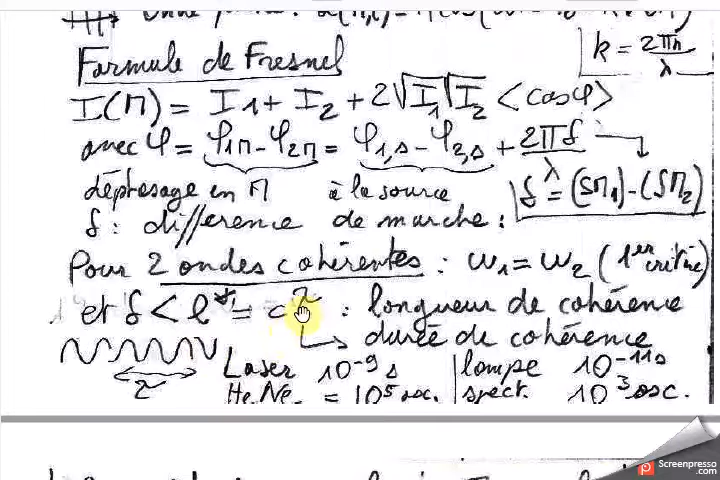 k = 2πn/λ
Formule de Fresnel
I(M) = I1 + I2 + 2√I1 √I2 <cosφ>
avec φ = φ1M - φ2M = φ1,s - φ2,s + 2πδ/λ
déphasage en M à la source δ = (SM1) - (SM2)
δ : différence de marche :
Pour 2 ondes cohérentes : ω1 = ω2 (1er critère)
et δ < l* = cτ : longueur de cohérence
durée de cohérence
τ
Laser 10⁻⁹ s lampe 10⁻¹¹ s
He.Ne. = 10⁵ osc. spect. 10³ osc.
Screenpresso
.com